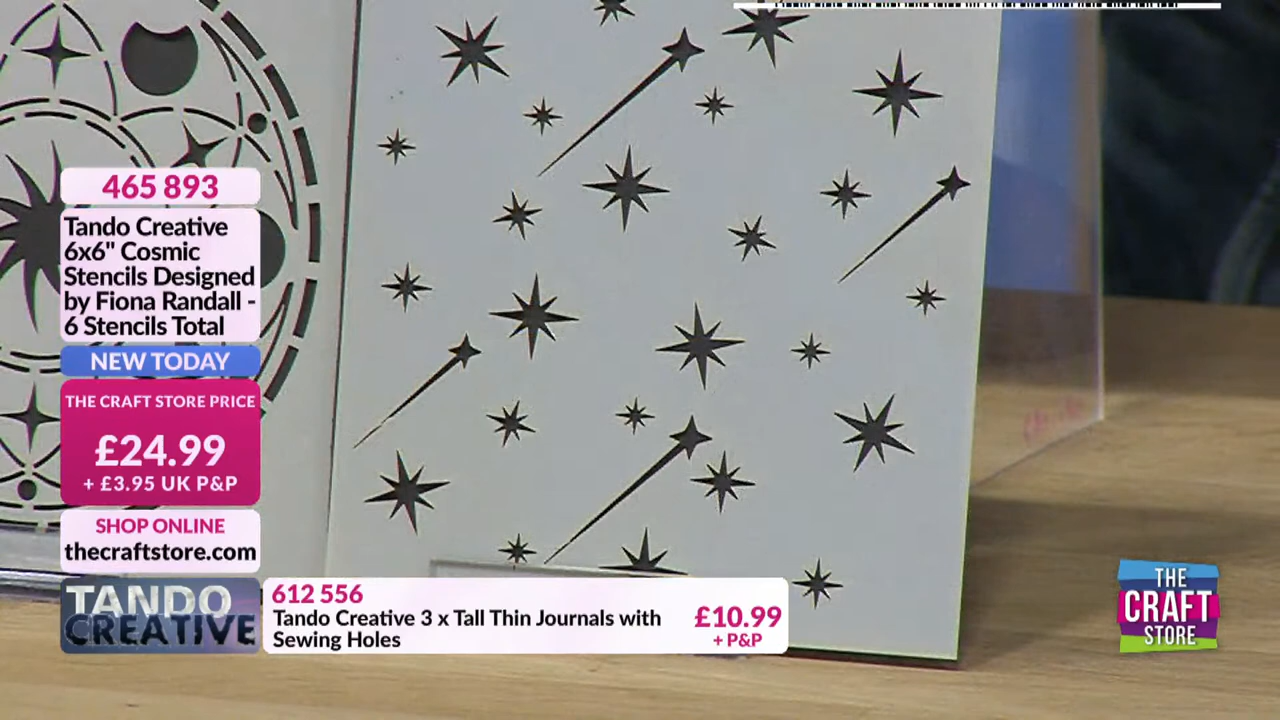 465 893
Tando Creative
6x6" Cosmic
Stencils Designed
by Fiona Randall -
6 Stencils Total
NEW TODAY
THE CRAFT STORE PRICE
£24.99
+ £3.95 UK P&P
SHOP ONLINE
thecraftstore.com
TANDO
CREATIVE
612 556
Tando Creative 3 x Tall Thin Journals with
Sewing Holes
£10.99
+ P&P
THE
CRAFT
STORE